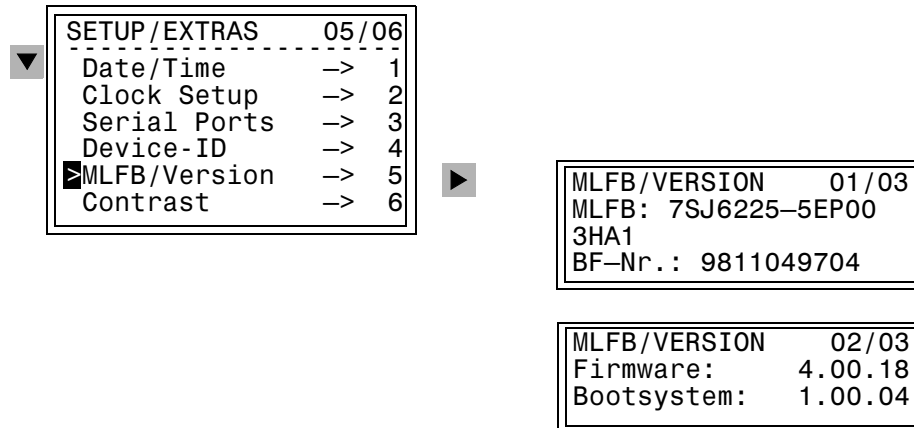 SETUP/EXTRAS 05/06
--------------------
Date/Time —> 1
Clock Setup —> 2
Serial Ports —> 3
Device-ID —> 4
>MLFB/Version —> 5
Contrast —> 6
MLFB/VERSION 01/03
MLFB: 7SJ6225—5EP00
3HA1
BF—Nr.: 9811049704
MLFB/VERSION 02/03
Firmware: 4.00.18
Bootsystem: 1.00.04